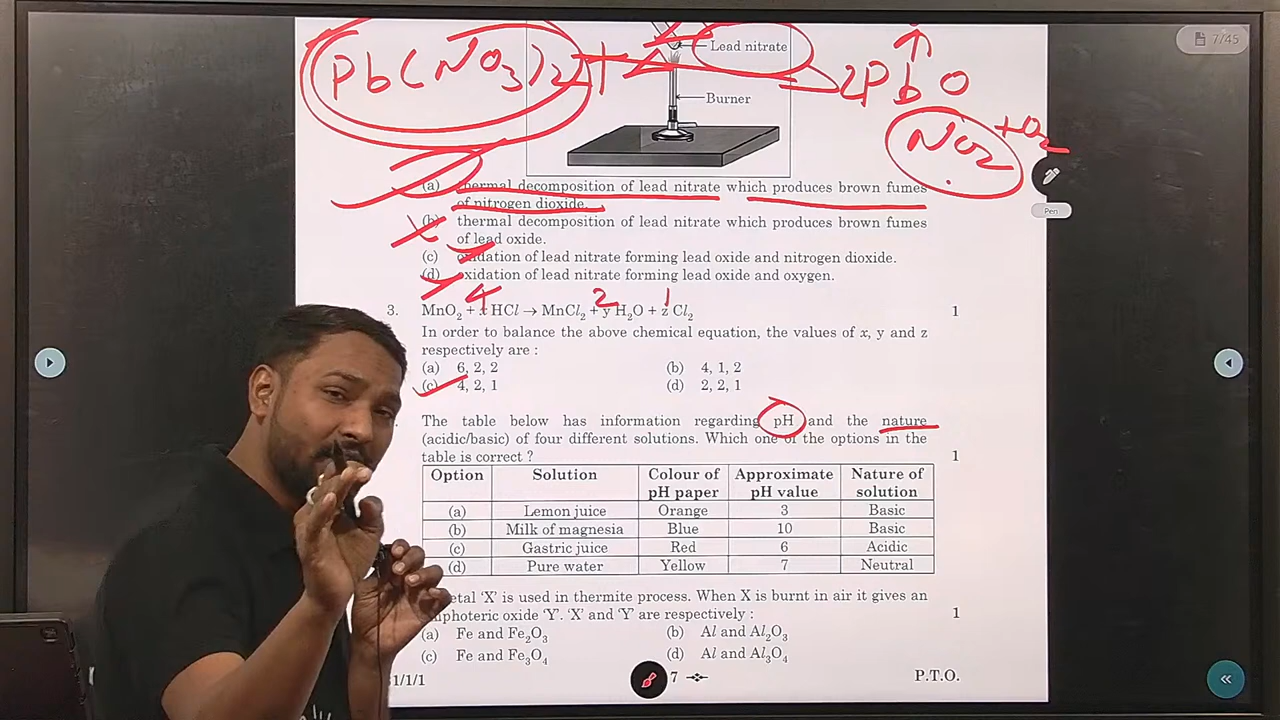 7/45
Lead nitrate
Pb(NO3)2 + → 2PbO
Burner
NO2 + O2
Pen
(a) thermal decomposition of lead nitrate which produces brown fumes
of nitrogen dioxide.
(b) thermal decomposition of lead nitrate which produces brown fumes
of lead oxide.
(c) oxidation of lead nitrate forming lead oxide and nitrogen dioxide.
(d) oxidation of lead nitrate forming lead oxide and oxygen.
4 2 1
3. MnO2 + x HCl → MnCl2 + y H2O + z Cl2 1
In order to balance the above chemical equation, the values of x, y and z
respectively are :
(a) 6, 2, 2 (b) 4, 1, 2
(c) 4, 2, 1 (d) 2, 2, 1
The table below has information regarding pH and the nature
(acidic/basic) of four different solutions. Which one of the options in the
table is correct ? 1
Option Solution Colour of pH paper Approximate pH value Nature of solution
(a) Lemon juice Orange 3 Basic
(b) Milk of magnesia Blue 10 Basic
(c) Gastric juice Red 6 Acidic
(d) Pure water Yellow 7 Neutral
etal ‘X’ is used in thermite process. When X is burnt in air it gives an
mphoteric oxide ‘Y’. ‘X’ and ‘Y’ are respectively : 1
(a) Fe and Fe2O3 (b) Al and Al2O3
(c) Fe and Fe3O4 (d) Al and Al3O4
1/1/1 7 P.T.O.